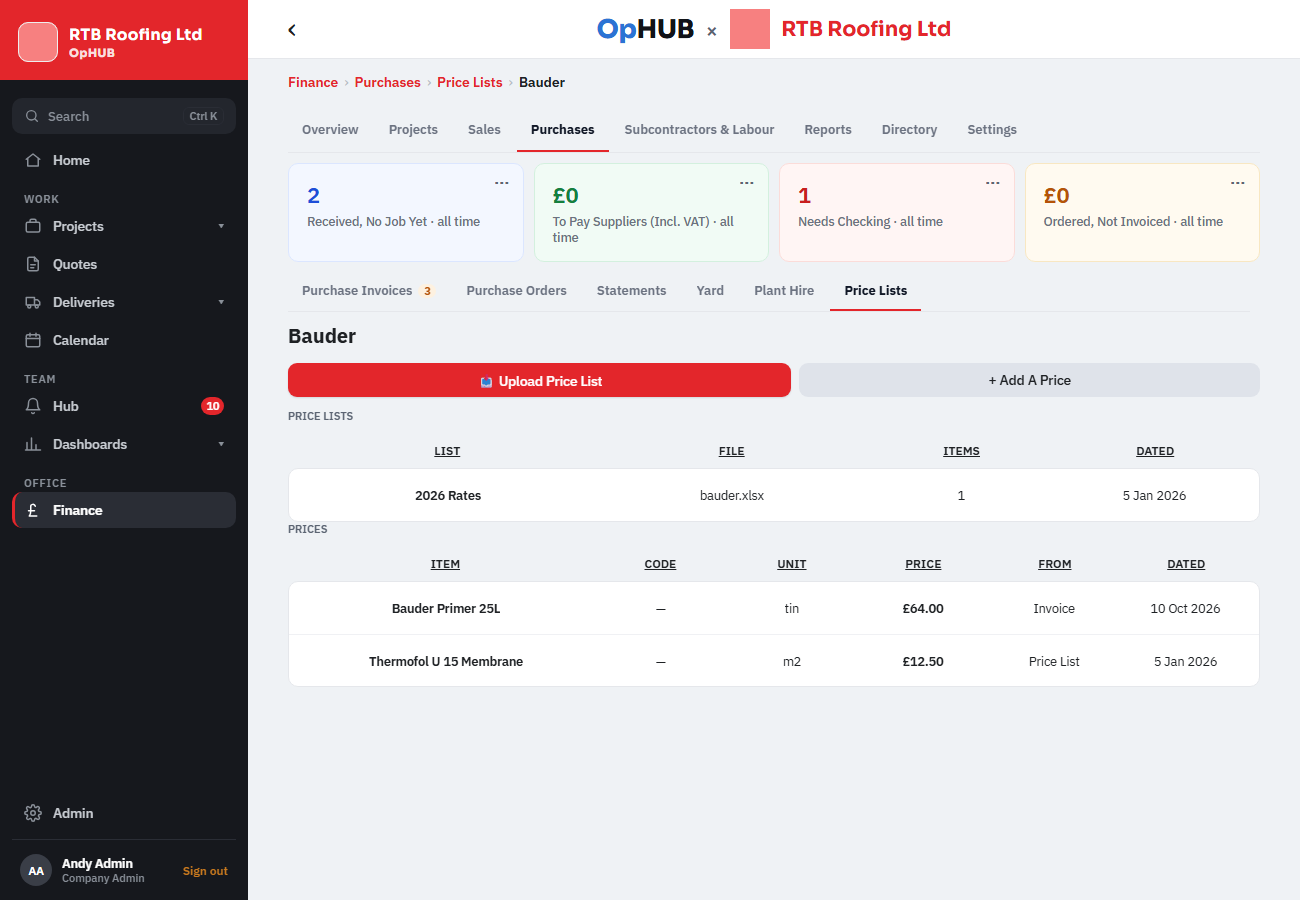 RTB Roofing Ltd
OpHUB
Search Ctrl K
Home
WORK
Projects
Quotes
Deliveries
Calendar
TEAM
Hub 10
Dashboards
OFFICE
Finance
Admin
AA Andy Admin
Company Admin
Sign out
OpHUB × RTB Roofing Ltd
Finance › Purchases › Price Lists › Bauder
Overview Projects Sales Purchases Subcontractors & Labour Reports Directory Settings
2
Received, No Job Yet · all time
£0
To Pay Suppliers (Incl. VAT) · all
time
1
Needs Checking · all time
£0
Ordered, Not Invoiced · all time
Purchase Invoices 3 Purchase Orders Statements Yard Plant Hire Price Lists
Bauder
Upload Price List
+ Add A Price
PRICE LISTS
LIST FILE ITEMS DATED
2026 Rates bauder.xlsx 1 5 Jan 2026
PRICES
ITEM CODE UNIT PRICE FROM DATED
Bauder Primer 25L — tin £64.00 Invoice 10 Oct 2026
Thermofol U 15 Membrane — m2 £12.50 Price List 5 Jan 2026